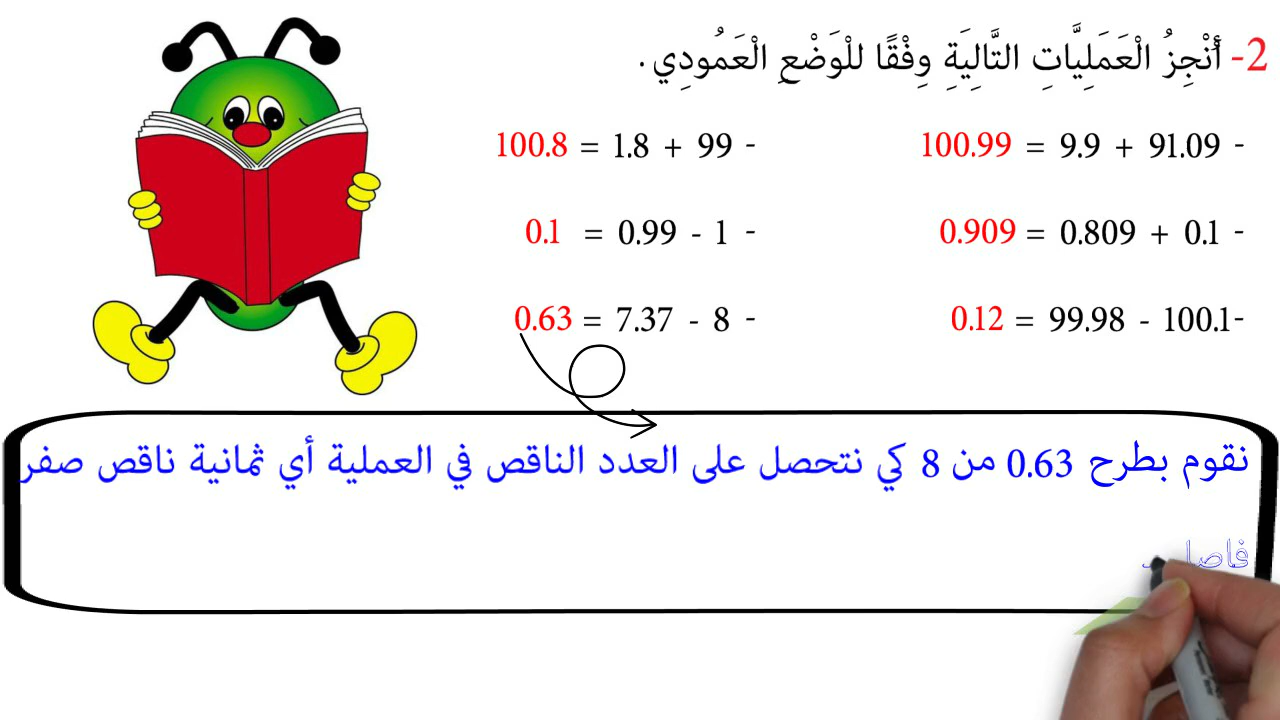 2- أَنْجِزُ الْعَمَلِيَّاتِ التَّالِيَةِ وِفْقًا للْوَضْعِ الْعَمُودِي .
- 91.09 + 9.9 = 100.99
- 99 + 1.8 = 100.8
- 0.1 + 0.809 = 0.909
- 1 - 0.99 = 0.1
-100.1 - 99.98 = 0.12
- 8 - 7.37 = 0.63
نقوم بطرح 0.63 من 8 كي نتحصل على العدد الناقص في العملية أي ثمانية ناقص صفر